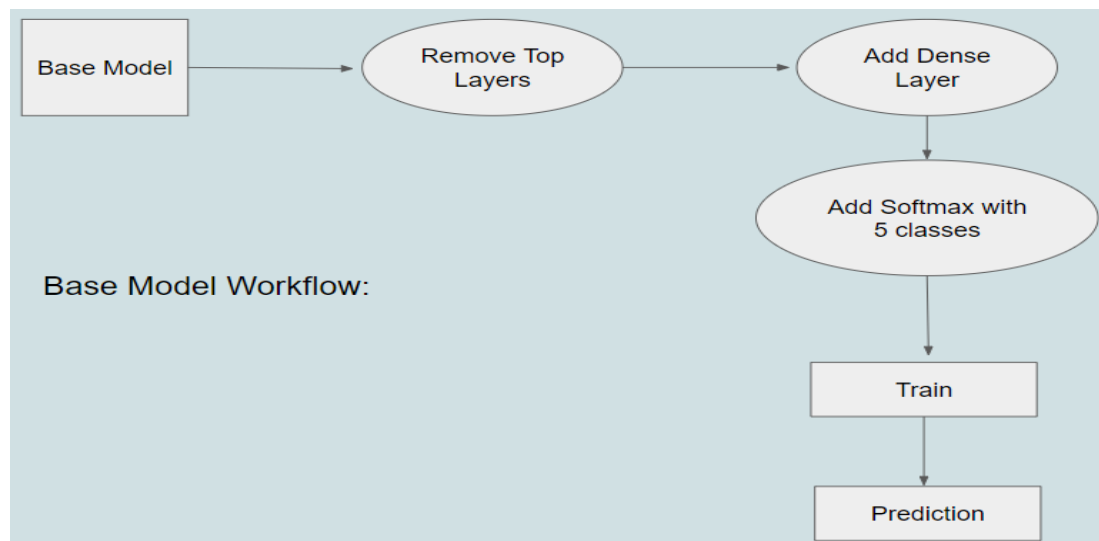 Base Model
Remove Top
Layers
Add Dense
Layer
Add Softmax with
5 classes
Base Model Workflow:
Train
Prediction